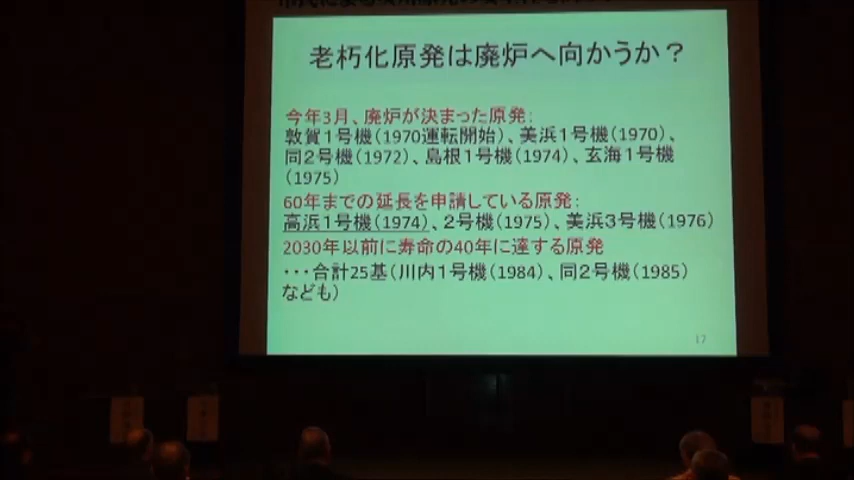 老朽化原発は廃炉へ向かうか？
今年3月、廃炉が決まった原発：
敦賀１号機（1970運転開始）、美浜１号機（1970）、
同２号機（1972）、島根１号機（1974）、玄海１号機
（1975）
60年までの延長を申請している原発：
高浜１号機（1974）、２号機（1975）、美浜３号機（1976）
2030年以前に寿命の40年に達する原発
・・・合計25基（川内１号機（1984）、同２号機（1985）
なども）
17